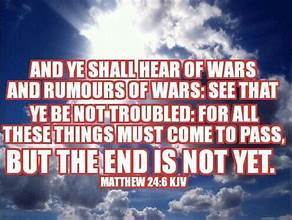 AND YE SHALL HEAR OF WARS
AND RUMOURS OF WARS: SEE THAT
YE BE NOT TROUBLED: FOR ALL
THESE THINGS MUST COME TO PASS,
BUT THE END IS NOT YET.
MATTHEW 24:6 KJV